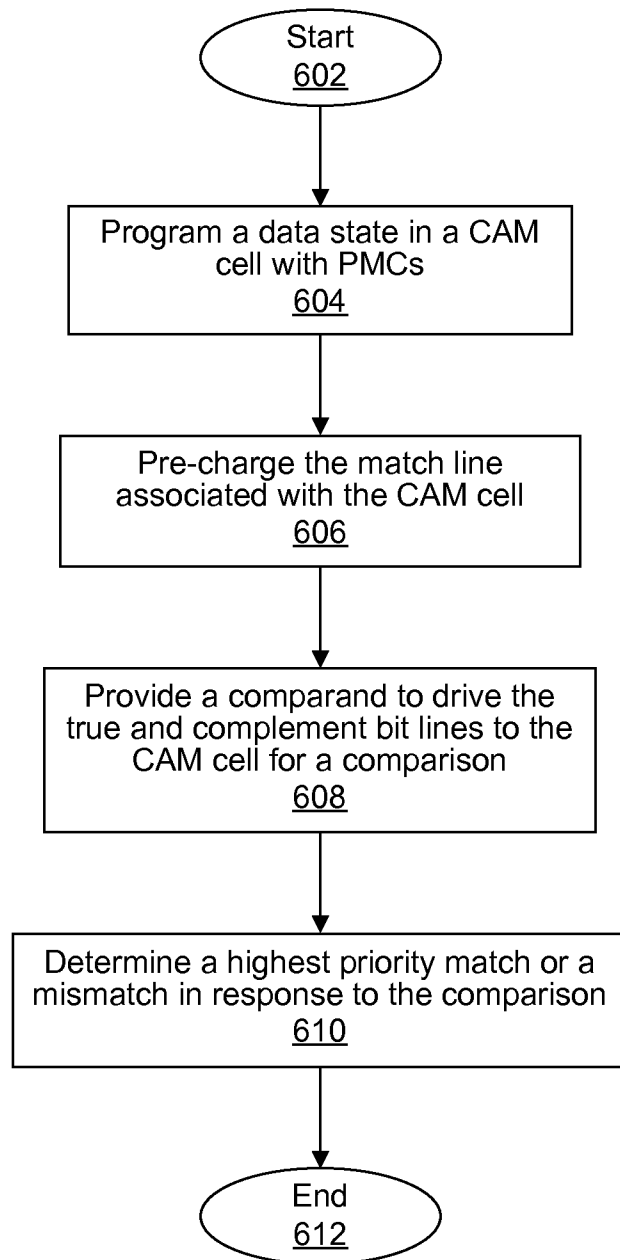 Start
602
Program a data state in a CAM
cell with PMCs
604
Pre-charge the match line
associated with the CAM cell
606
Provide a comparand to drive the
true and complement bit lines to the
CAM cell for a comparison
608
Determine a highest priority match or a
mismatch in response to the comparison
610
End
612